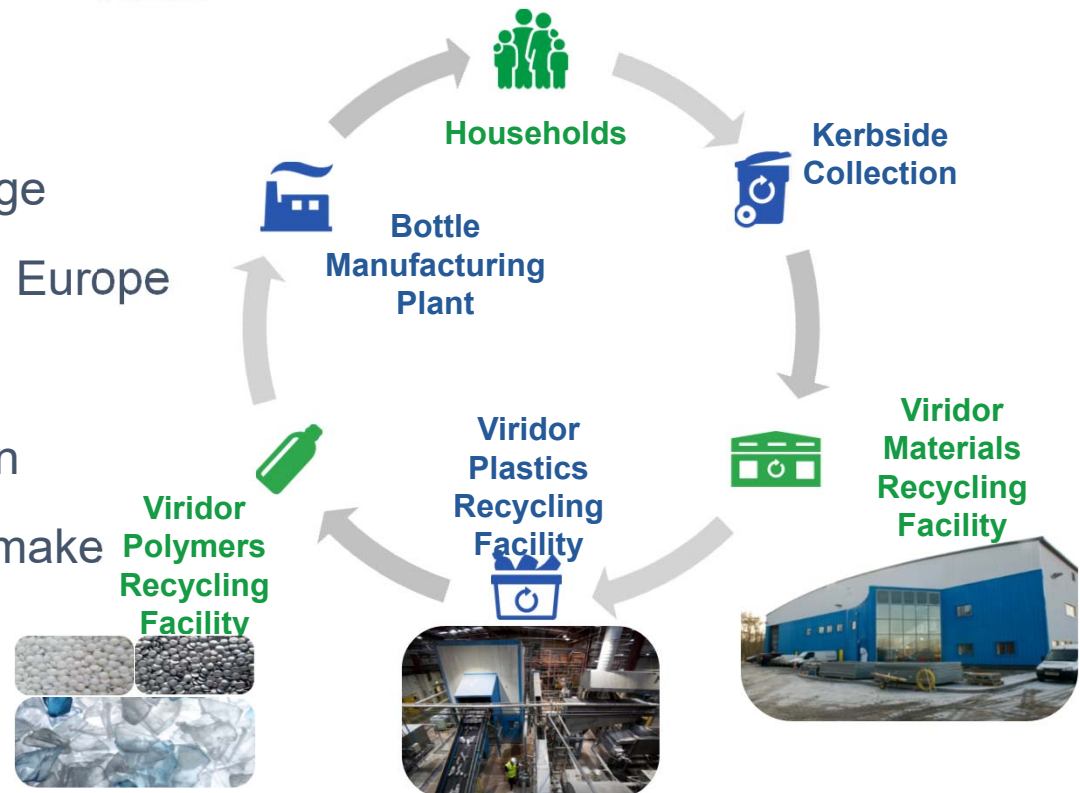 Households
Kerbside
Collection
ge
Bottle
Manufacturing
Plant
Europe
Viridor
Materials
Recycling
Facility
Viridor
Plastics
Recycling
Facility
n
make
Viridor
Polymers
Recycling
Facility